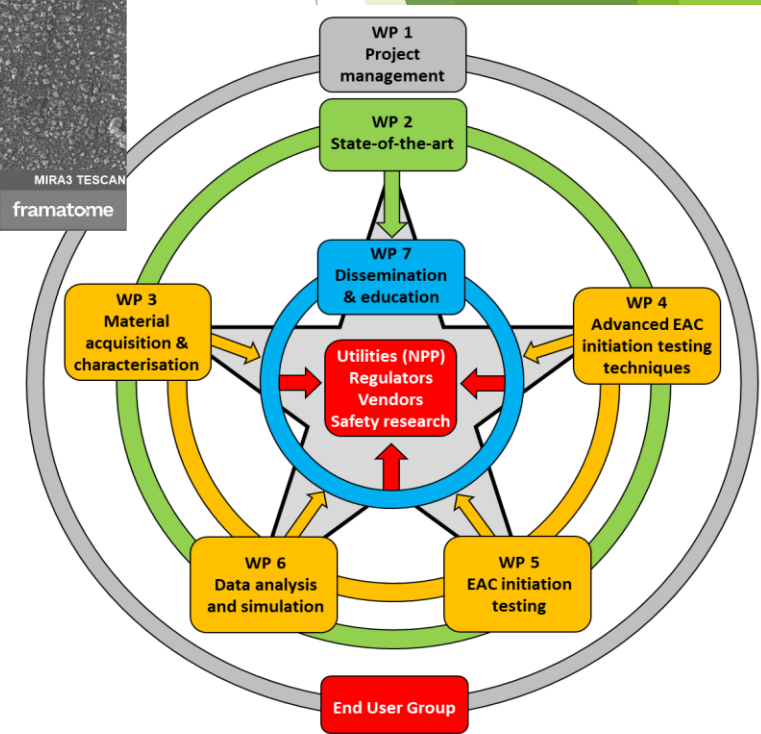 MIRA3 TESCAN
framatome
WP 1
Project
management
WP 2
State-of-the-art
WP 7
Dissemination
& education
WP 3
Material
acquisition &
characterisation
WP 4
Advanced EAC
initiation testing
techniques
Utilities (NPP)
Regulators
Vendors
Safety research
WP 6
Data analysis
and simulation
WP 5
EAC initiation
testing
End User Group